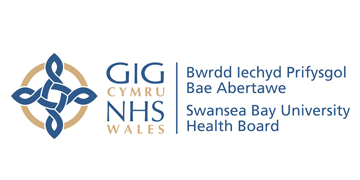 GIG
CYMRU
NHS
WALES
Bwrdd Iechyd Prifysgol
Bae Abertawe
Swansea Bay University
Health Board